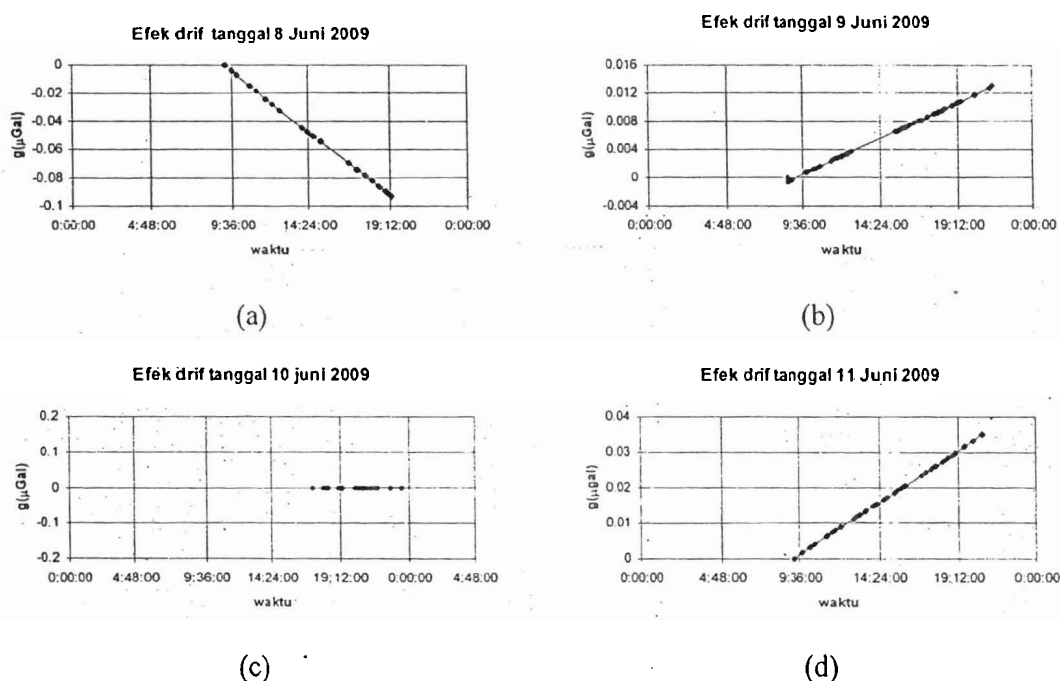 Efek drif tanggal 8 Juni 2009
g(µGal)
0
-0.02
-0.04
-0.06
-0.08
-0.1
0:00:00 4:48:00 9:36:00 14:24:00 19:12:00 0:00:00
waktu
(a)
Efek drif tanggal 9 Juni 2009
g(µGal)
0.016
0.012
0.008
0.004
0
-0.004
0:00:00 4:48:00 9:36:00 14:24:00 19:12:00 0:00:00
waktu
(b)
Efek drif tanggal 10 juni 2009
g(µGal)
0.2
0.1
0
-0.1
-0.2
0:00:00 4:48:00 9:36:00 14:24:00 19:12:00 0:00:00 4:48:00
waktu
(c)
Efek drif tanggal 11 Juni 2009
g(µgal)
0.04
0.03
0.02
0.01
0
0:00:00 4:48:00 9:36:00 14:24:00 19:12:00 0:00:00
waktu
(d)